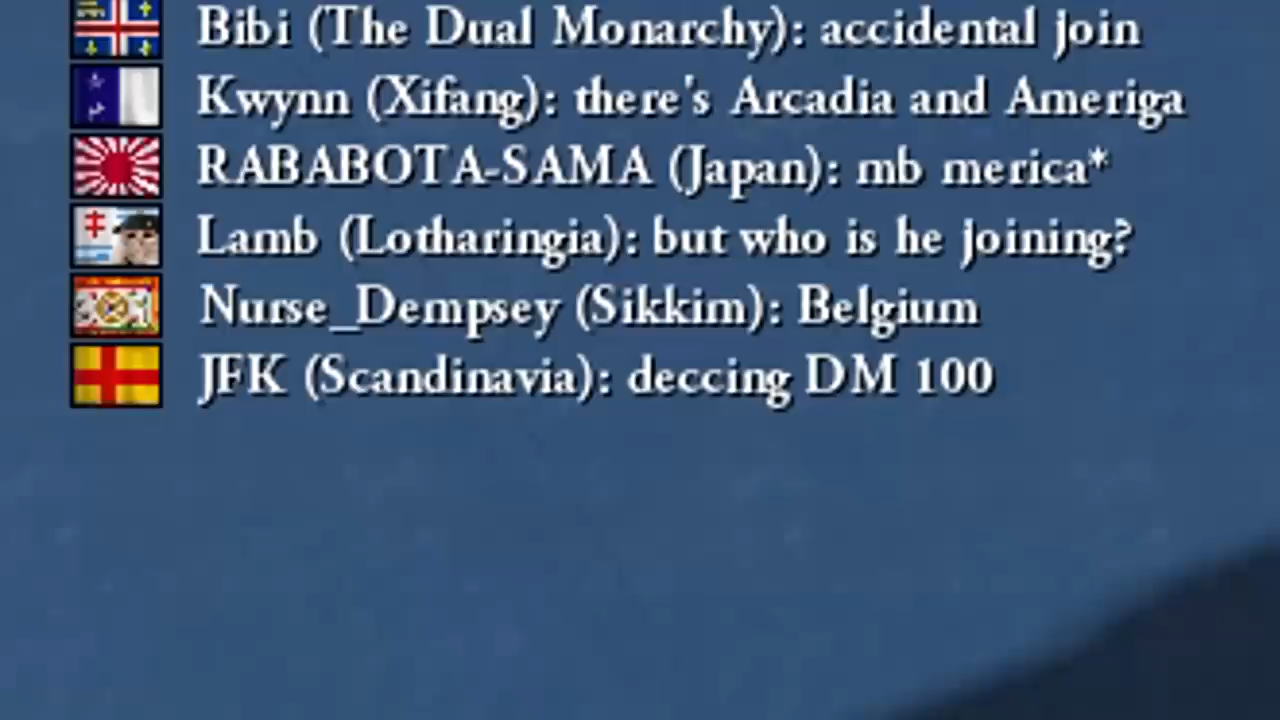 Bibi (The Dual Monarchy): accidental join
Kwynn (Xifang): there's Arcadia and Ameriga
RABABOTA-SAMA (Japan): mb merica*
Lamb (Lotharingia): but who is he joining?
Nurse_Dempsey (Sikkim): Belgium
JFK (Scandinavia): deccing DM 100